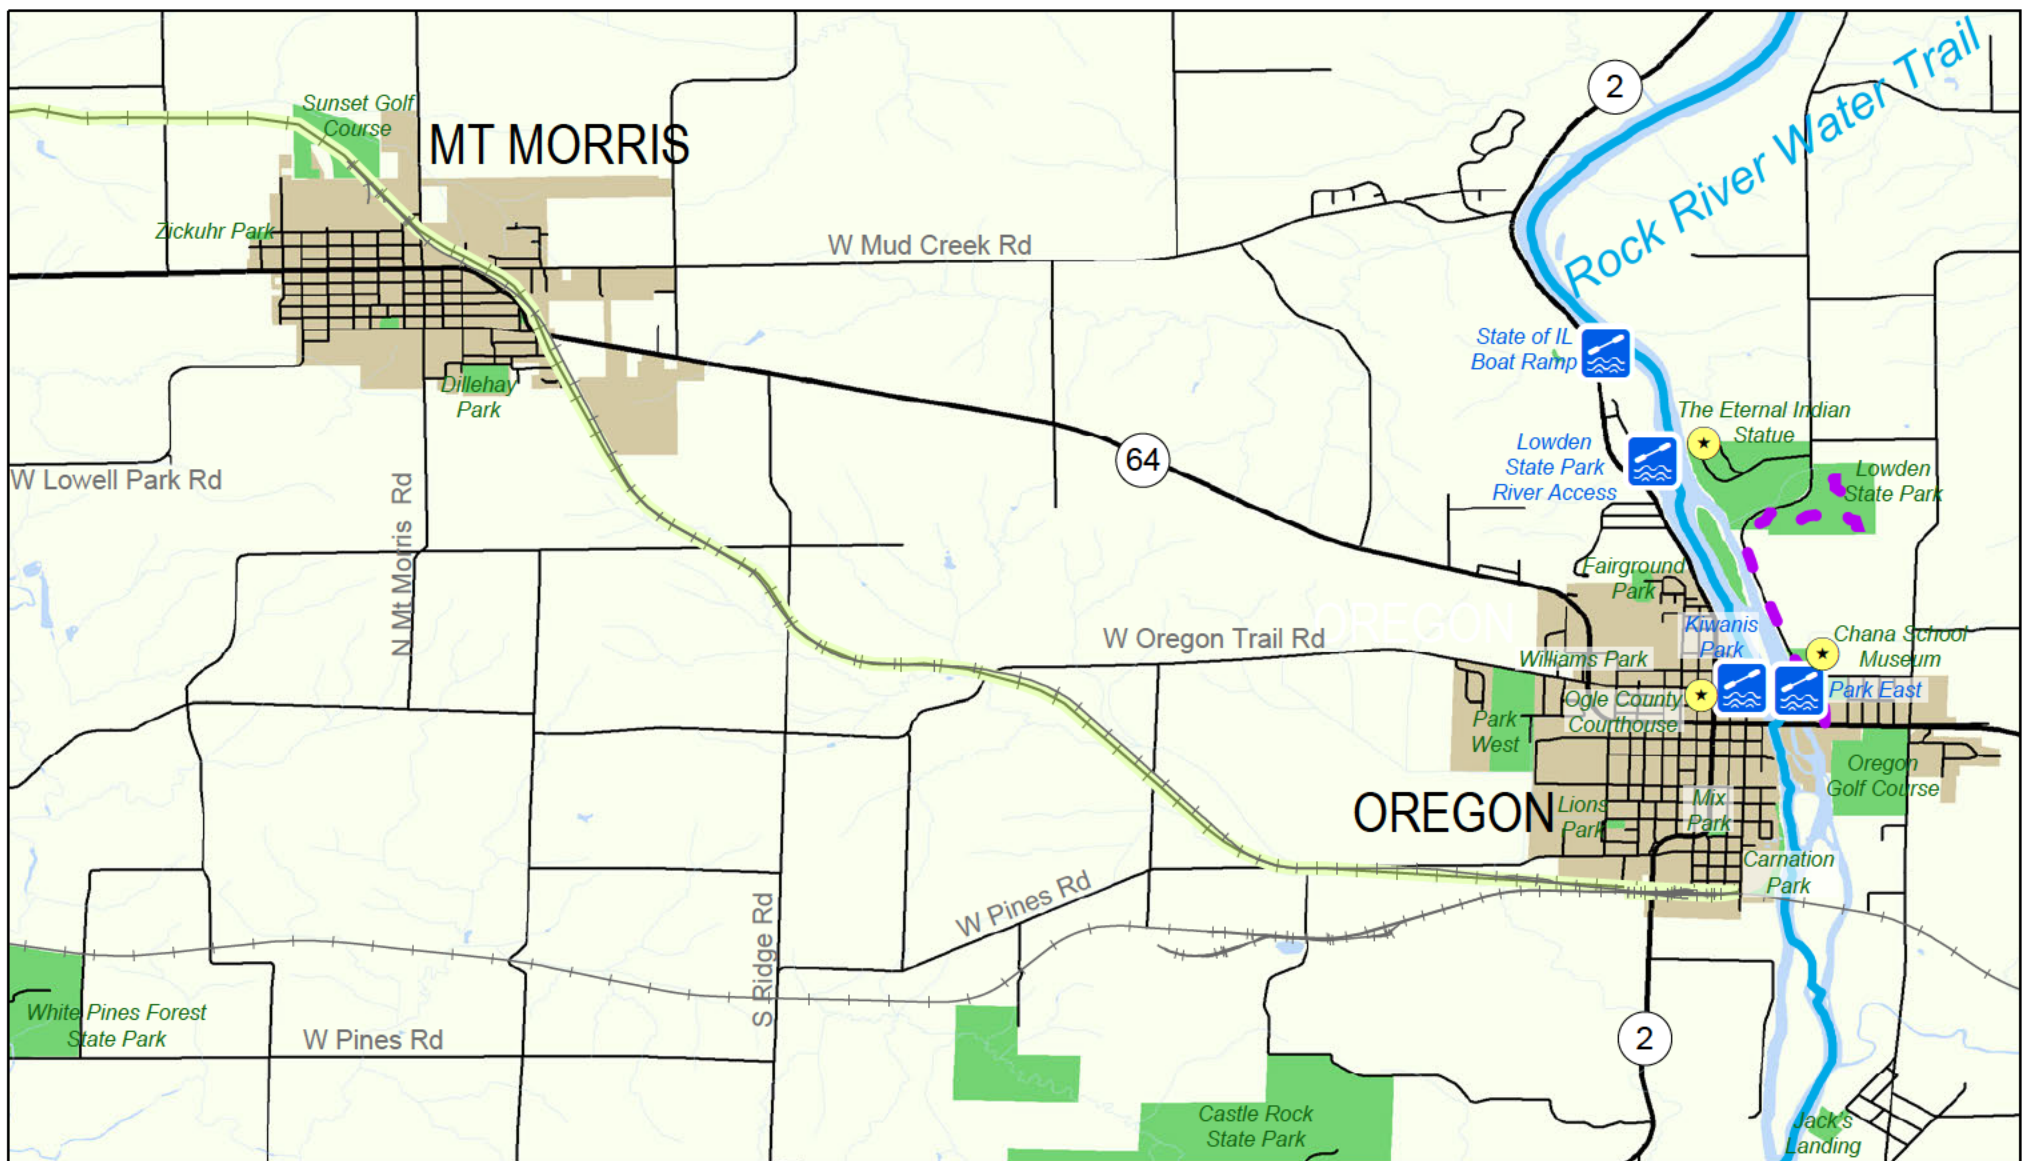 2
Rock River Water Trail
Sunset Golf
Course
MT MORRIS
Zickuhr Park
W Mud Creek Rd
State of IL
Boat Ramp
Dillehay
Park
The Eternal Indian
Statue
Lowden
State Park
River Access
64
Lowden
State Park
W Lowell Park Rd
N Mt Morris Rd
Fairground
Park
OREGON
Kiwanis
Park
W Oregon Trail Rd
Chana School
Museum
Williams Park
Park East
Ogle County
Courthouse
Park
West
Oregon
Golf Course
OREGON
Lions
Park
Mix
Park
Carnation
Park
W Pines Rd
S Ridge Rd
White Pines Forest
State Park
W Pines Rd
2
Castle Rock
State Park
Jack's
Landing